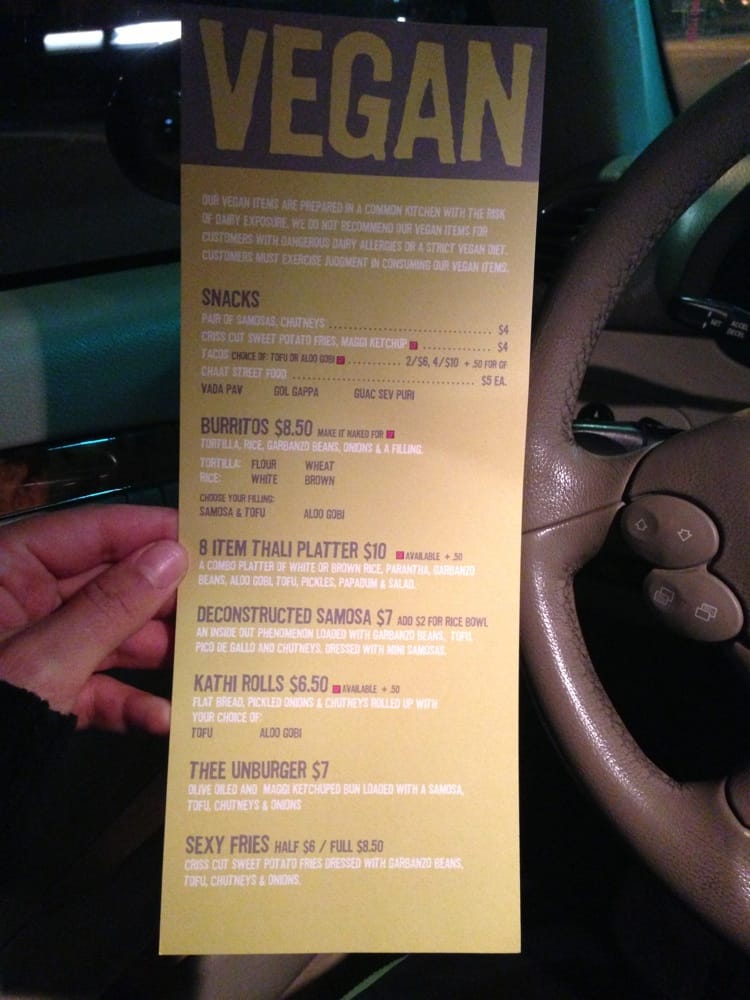 VEGAN
OUR VEGAN ITEMS ARE PREPARED IN A COMMON KITCHEN WITH THE RISK
OF DAIRY EXPOSURE. WE DO NOT RECOMMEND OUR VEGAN ITEMS FOR
CUSTOMERS WITH DANGEROUS DAIRY ALLERGIES OR A STRICT VEGAN DIET.
CUSTOMERS MUST EXERCISE JUDGMENT IN CONSUMING OUR VEGAN ITEMS.
SNACKS
PAIR OF SAMOSAS, CHUTNEYS ........................ $4
CRISS CUT SWEET POTATO FRIES, MAGGI KETCHUP ............ $4
TACOS CHOICE OF: TOFU OR ALOO GOBI ........... 2/$6, 4/$10 + .50 FOR GF
CHAAT STREET FOOD ........................ $5 EA.
VADA PAV GOL GAPPA GUAC SEV PURI
BURRITOS $8.50 MAKE IT NAKED FOR
TORTILLA, RICE, GARBANZO BEANS, ONIONS & A FILLING.
TORTILLA: FLOUR WHEAT
RICE: WHITE BROWN
CHOOSE YOUR FILLING:
SAMOSA & TOFU ALOO GOBI
8 ITEM THALI PLATTER $10 AVAILABLE + .50
A COMBO PLATTER OF WHITE OR BROWN RICE, PARANTHA, GARBANZO
BEANS, ALOO GOBI, TOFU, PICKLES, PAPADUM & SALAD.
DECONSTRUCTED SAMOSA $7 ADD $2 FOR RICE BOWL
AN INSIDE OUT PHENOMENON LOADED WITH GARBANZO BEANS, TOFU,
PICO DE GALLO AND CHUTNEYS. DRESSED WITH MINI SAMOSAS.
KATHI ROLLS $6.50 AVAILABLE + .50
FLAT BREAD, PICKLED ONIONS & CHUTNEYS ROLLED UP WITH
YOUR CHOICE OF:
TOFU ALOO GOBI
THEE UNBURGER $7
OLIVE OILED AND MAGGI KETCHUPED BUN LOADED WITH A SAMOSA,
TOFU, CHUTNEYS & ONIONS
SEXY FRIES HALF $6 / FULL $8.50
CRISS CUT SWEET POTATO FRIES DRESSED WITH GARBANZO BEANS,
TOFU, CHUTNEYS & ONIONS.
SET
ACCEL
DECEL